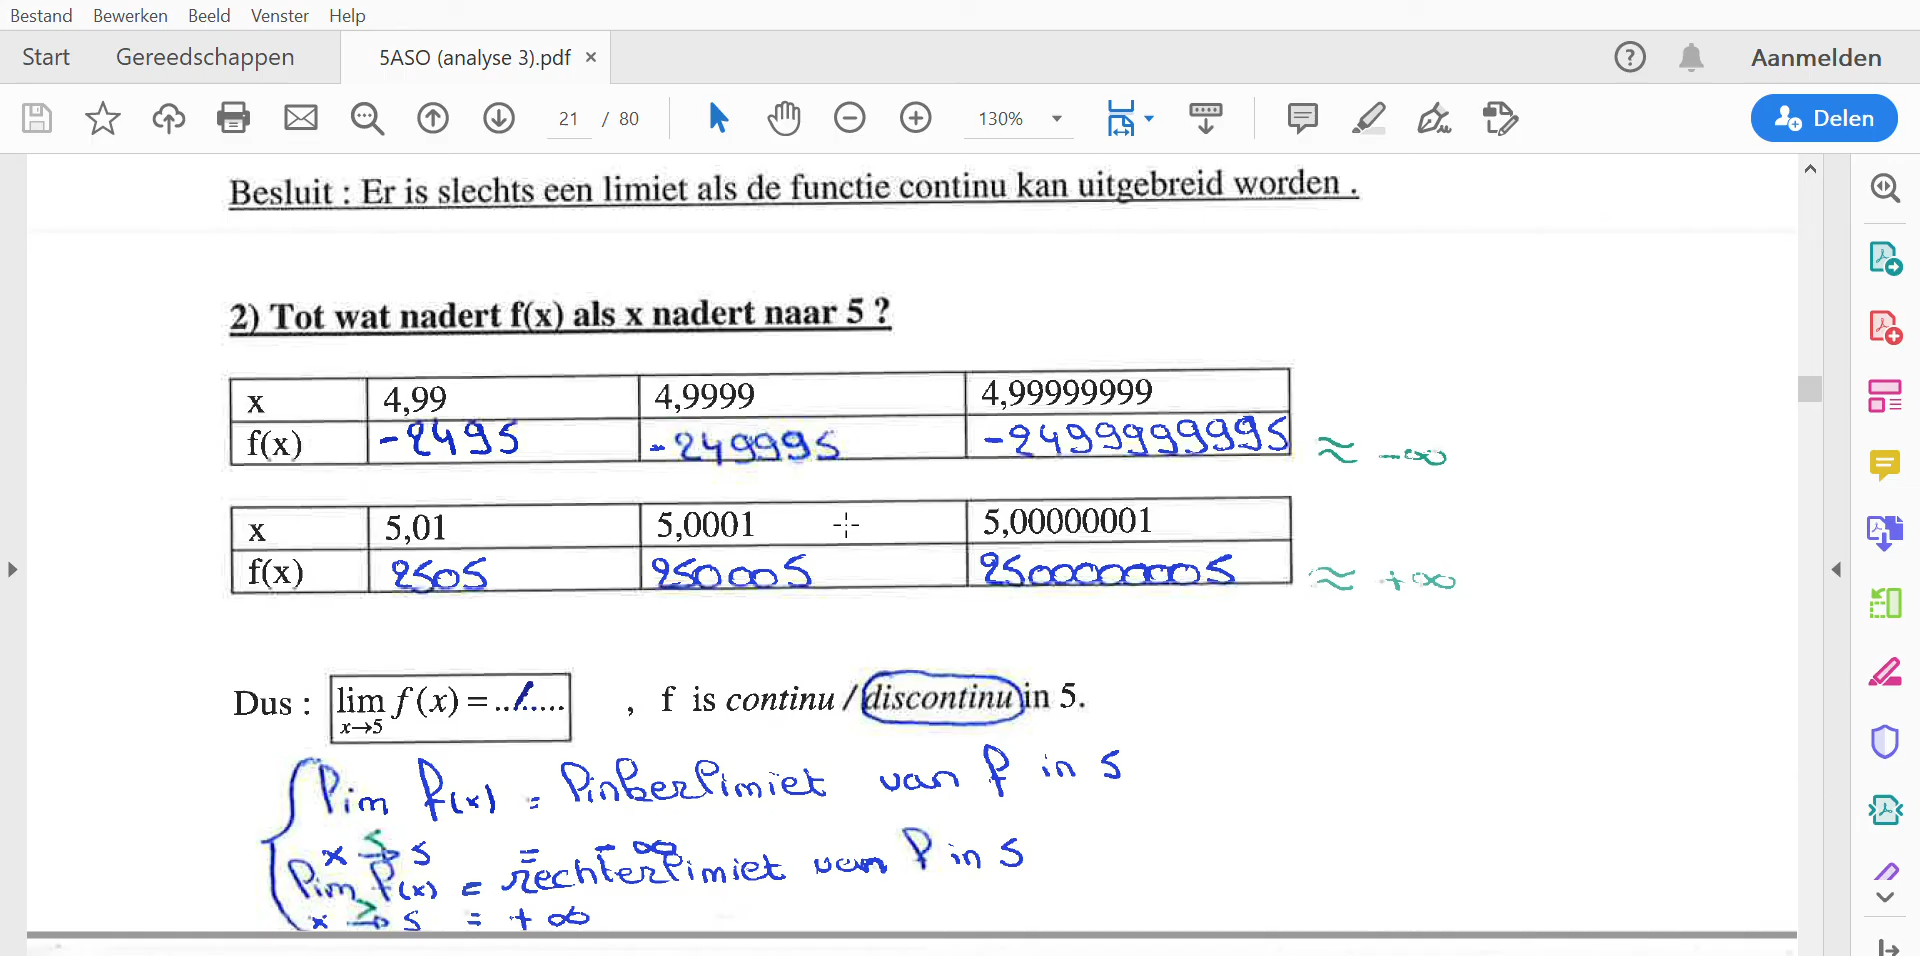 Bestand Bewerken Beeld Venster Help
Start Gereedschappen 5ASO (analyse 3).pdf × ? Aanmelden
21 / 80 130% Delen
Besluit : Er is slechts een limiet als de functie continu kan uitgebreid worden .
2) Tot wat nadert f(x) als x nadert naar 5 ?
x 4,99 4,9999 4,99999999
f(x) -2495 -249995 -2499999995 ≈ -∞
x 5,01 5,0001 5,00000001
f(x) 2505 250005 2500000005 ≈ +∞
Dus : lim f(x) = ../..... , f is continu / discontinu in 5.
x→5
lim f(x) = linkerlimiet van f in 5
x →< 5 = -∞
lim f(x) = rechterlimiet van f in 5
x →> 5 = +∞